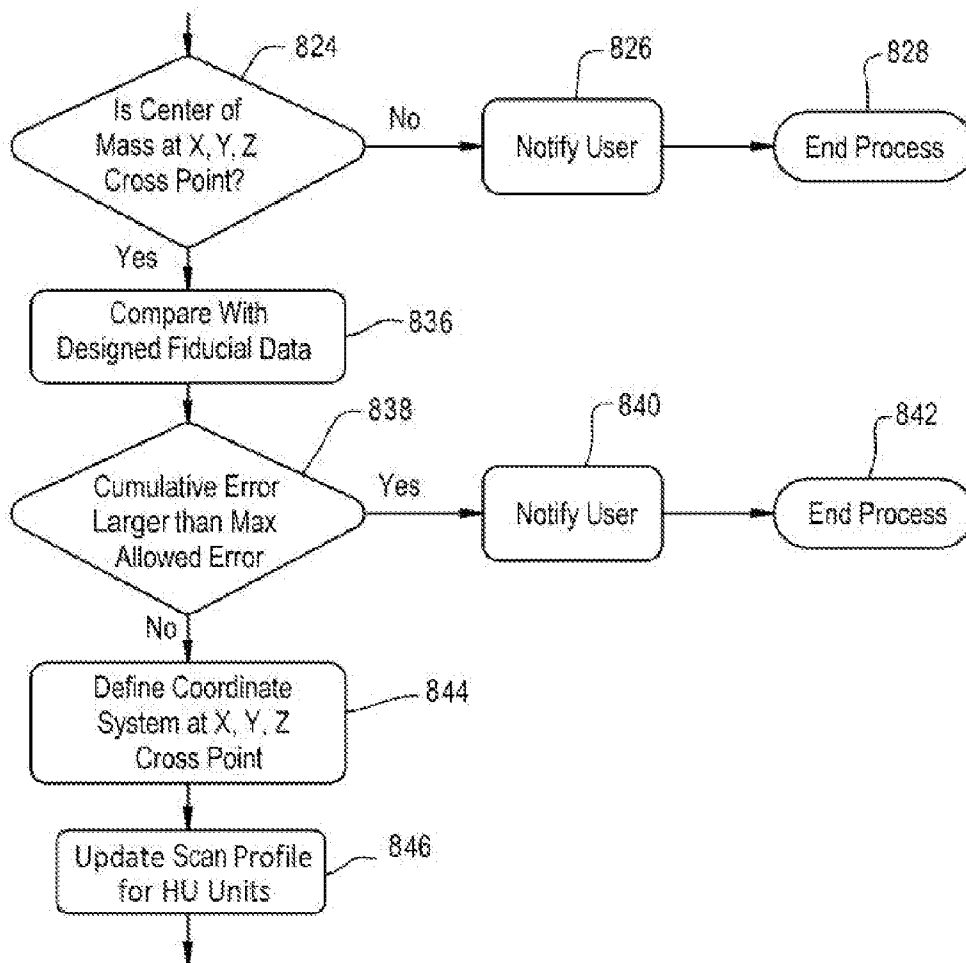 824
Is Center of
Mass at X, Y, Z
Cross Point?
No
826
Notify User
828
End Process
Yes
Compare With
Designed Fiducial Data
836
838
Cumulative Error
Larger than Max
Allowed Error
Yes
840
Notify User
842
End Process
No
Define Coordinate
System at X, Y, Z
Cross Point
844
Update Scan Profile
for HU Units
846